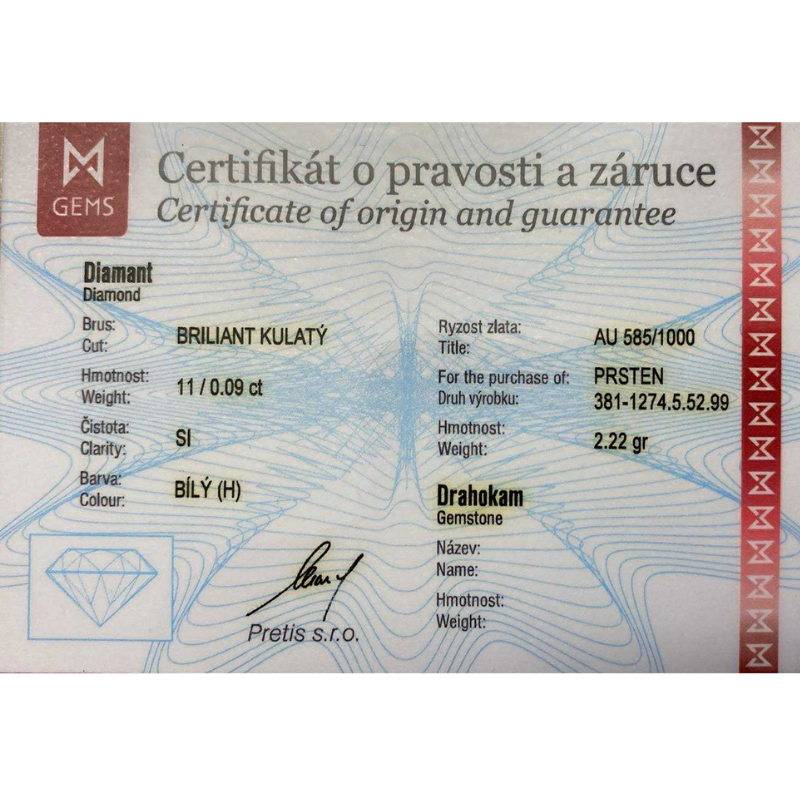 GEMS
Certifikát o pravosti a záruce
Certificate of origin and guarantee
Diamant
Diamond
Brus:
Cut:
BRILIANT KULATÝ
Hmotnost:
Weight:
11 / 0.09 ct
Čistota:
Clarity:
SI
Barva:
Colour:
BÍLÝ (H)
Pretis s.r.o.
Ryzost zlata:
Title:
AU 585/1000
For the purchase of:
Druh výrobku:
PRSTEN
381-1274.5.52.99
Hmotnost:
Weight:
2.22 gr
Drahokam
Gemstone
Název:
Name:
Hmotnost:
Weight: